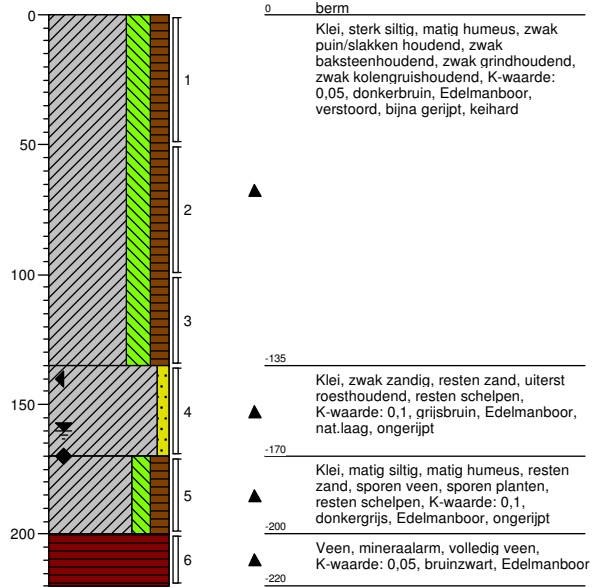 0
50
100
150
200
1
2
3
4
5
6
0 berm
Klei, sterk siltig, matig humeus, zwak
puin/slakken houdend, zwak
baksteenhoudend, zwak grindhoudend,
zwak kolengruishoudend, K-waarde:
0,05, donkerbruin, Edelmanboor,
verstoord, bijna gerijpt, keihard
-135
Klei, zwak zandig, resten zand, uiterst
roesthoudend, resten schelpen,
K-waarde: 0,1, grijsbruin, Edelmanboor,
nat.laag, ongerijpt
-170
Klei, matig siltig, matig humeus, resten
zand, sporen veen, sporen planten,
resten schelpen, K-waarde: 0,1,
donkergrijs, Edelmanboor, ongerijpt
-200
Veen, mineraalarm, volledig veen,
K-waarde: 0,05, bruinzwart, Edelmanboor
-220